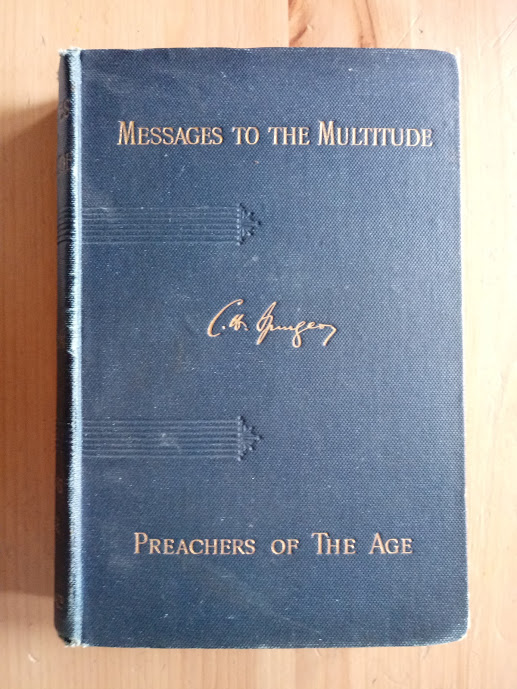 MESSAGES TO THE MULTITUDE
C. H. Spurgeon
PREACHERS OF THE AGE